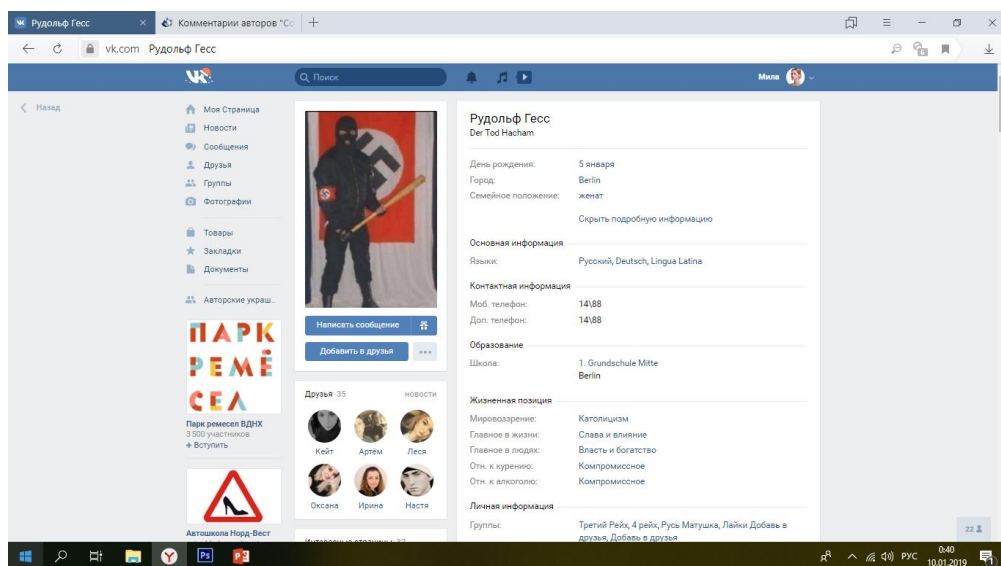 Рудольф Гесс
Комментарии авторов "Со
vk.com Рудольф Гесс
Поиск
Мила
Назад
Моя Страница
Новости
Сообщения
Друзья
Группы
Фотографии
Товары
Закладки
Документы
Авторские украш..
ПАРК
РЕМЁ
СЕЛ
Парк ремесел ВДНХ
3 500 участников
+ Вступить
Автошкола Норд-Вест
Написать сообщение
Добавить в друзья
Друзья 35 новости
Кейт Артём Леся
Оксана Ирина Настя
Интересные страницы 32
Рудольф Гесс
Der Tod Hacham
День рождения: 5 января
Город: Berlin
Семейное положение: женат
Скрыть подробную информацию
Основная информация
Языки: Русский, Deutsch, Lingua Latina
Контактная информация
Моб. телефон: 14\88
Доп. телефон: 14\88
Образование
Школа: 1. Grundschule Mitte
Berlin
Жизненная позиция
Мировоззрение: Католицизм
Главное в жизни: Слава и влияние
Главное в людях: Власть и богатство
Отн. к курению: Компромиссное
Отн. к алкоголю: Компромиссное
Личная информация
Группы: Третий Рейх, 4 рейх, Русь Матушка, Лайки Добавь в
друзья, Добавь в друзья
22
Ps
РУС
0:40
10.01.2019